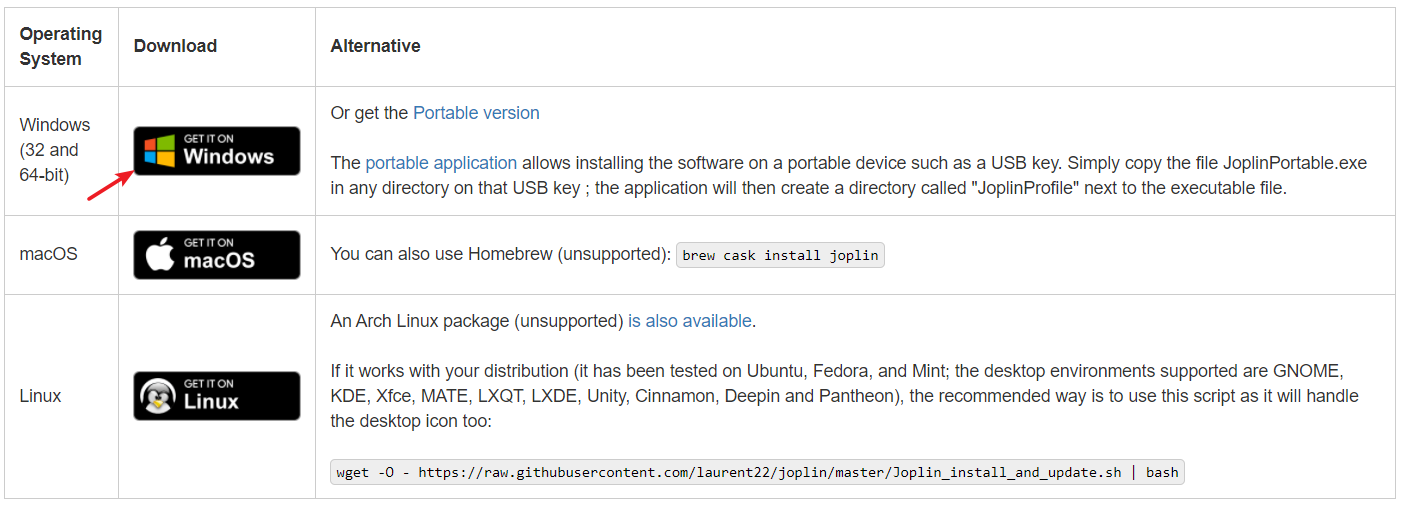 Operating
System
Download
Alternative
Windows
(32 and
64-bit)
GET IT ON
Windows
Or get the Portable version
The portable application allows installing the software on a portable device such as a USB key. Simply copy the file JoplinPortable.exe
in any directory on that USB key ; the application will then create a directory called "JoplinProfile" next to the executable file.
macOS
GET IT ON
macOS
You can also use Homebrew (unsupported): brew cask install joplin
Linux
GET IT ON
Linux
An Arch Linux package (unsupported) is also available.
If it works with your distribution (it has been tested on Ubuntu, Fedora, and Mint; the desktop environments supported are GNOME,
KDE, Xfce, MATE, LXQT, LXDE, Unity, Cinnamon, Deepin and Pantheon), the recommended way is to use this script as it will handle
the desktop icon too:
wget -O - https://raw.githubusercontent.com/laurent22/joplin/master/Joplin_install_and_update.sh | bash